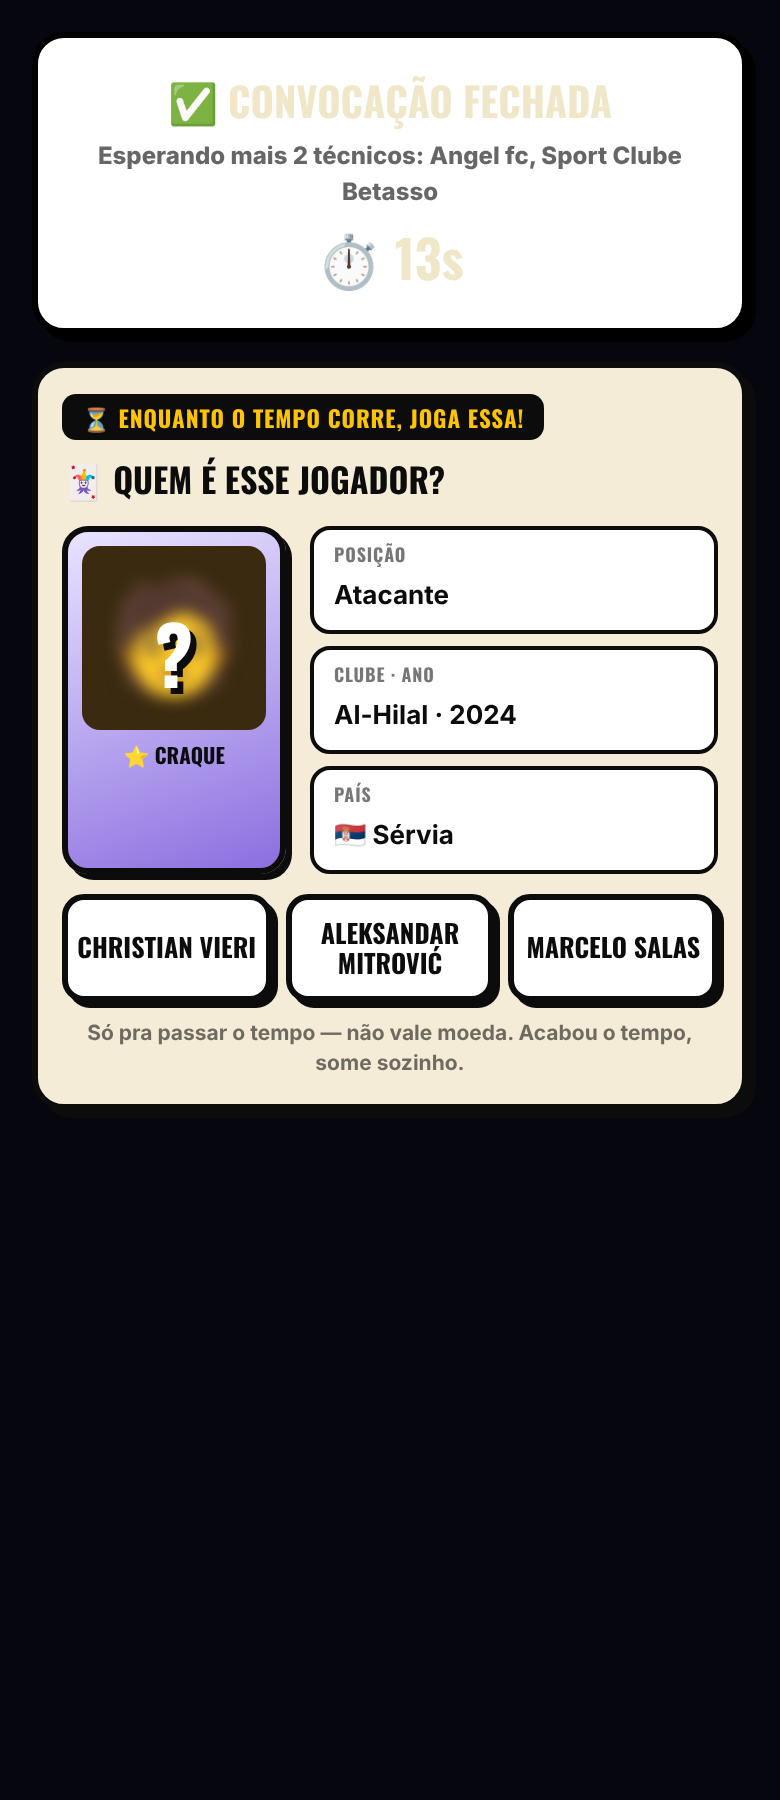 ✅ CONVOCAÇÃO FECHADA
Esperando mais 2 técnicos: Angel fc, Sport Clube
Betasso
⏱️ 13s
⏳ ENQUANTO O TEMPO CORRE, JOGA ESSA!
🃏 QUEM É ESSE JOGADOR?
?
⭐ CRAQUE
POSIÇÃO
Atacante
CLUBE · ANO
Al-Hilal · 2024
PAÍS
🇷🇸 Sérvia
CHRISTIAN VIERI
ALEKSANDAR
MITROVIĆ
MARCELO SALAS
Só pra passar o tempo — não vale moeda. Acabou o tempo,
some sozinho.